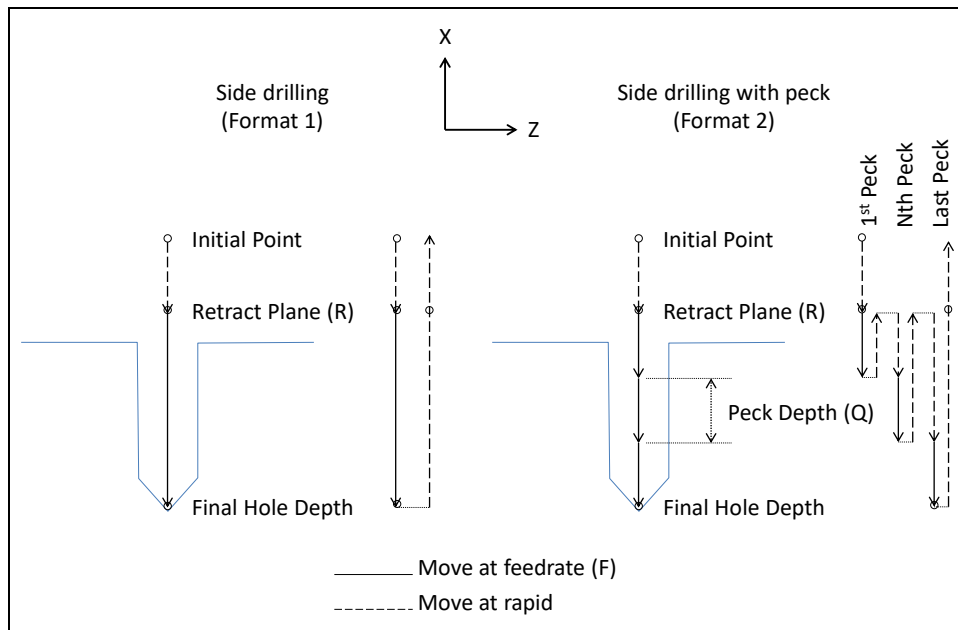 X
Z
Side drilling
(Format 1)
Side drilling with peck
(Format 2)
Initial Point
Retract Plane (R)
Final Hole Depth
Initial Point
Retract Plane (R)
Peck Depth (Q)
Final Hole Depth
1st Peck
Nth Peck
Last Peck
Move at feedrate (F)
Move at rapid